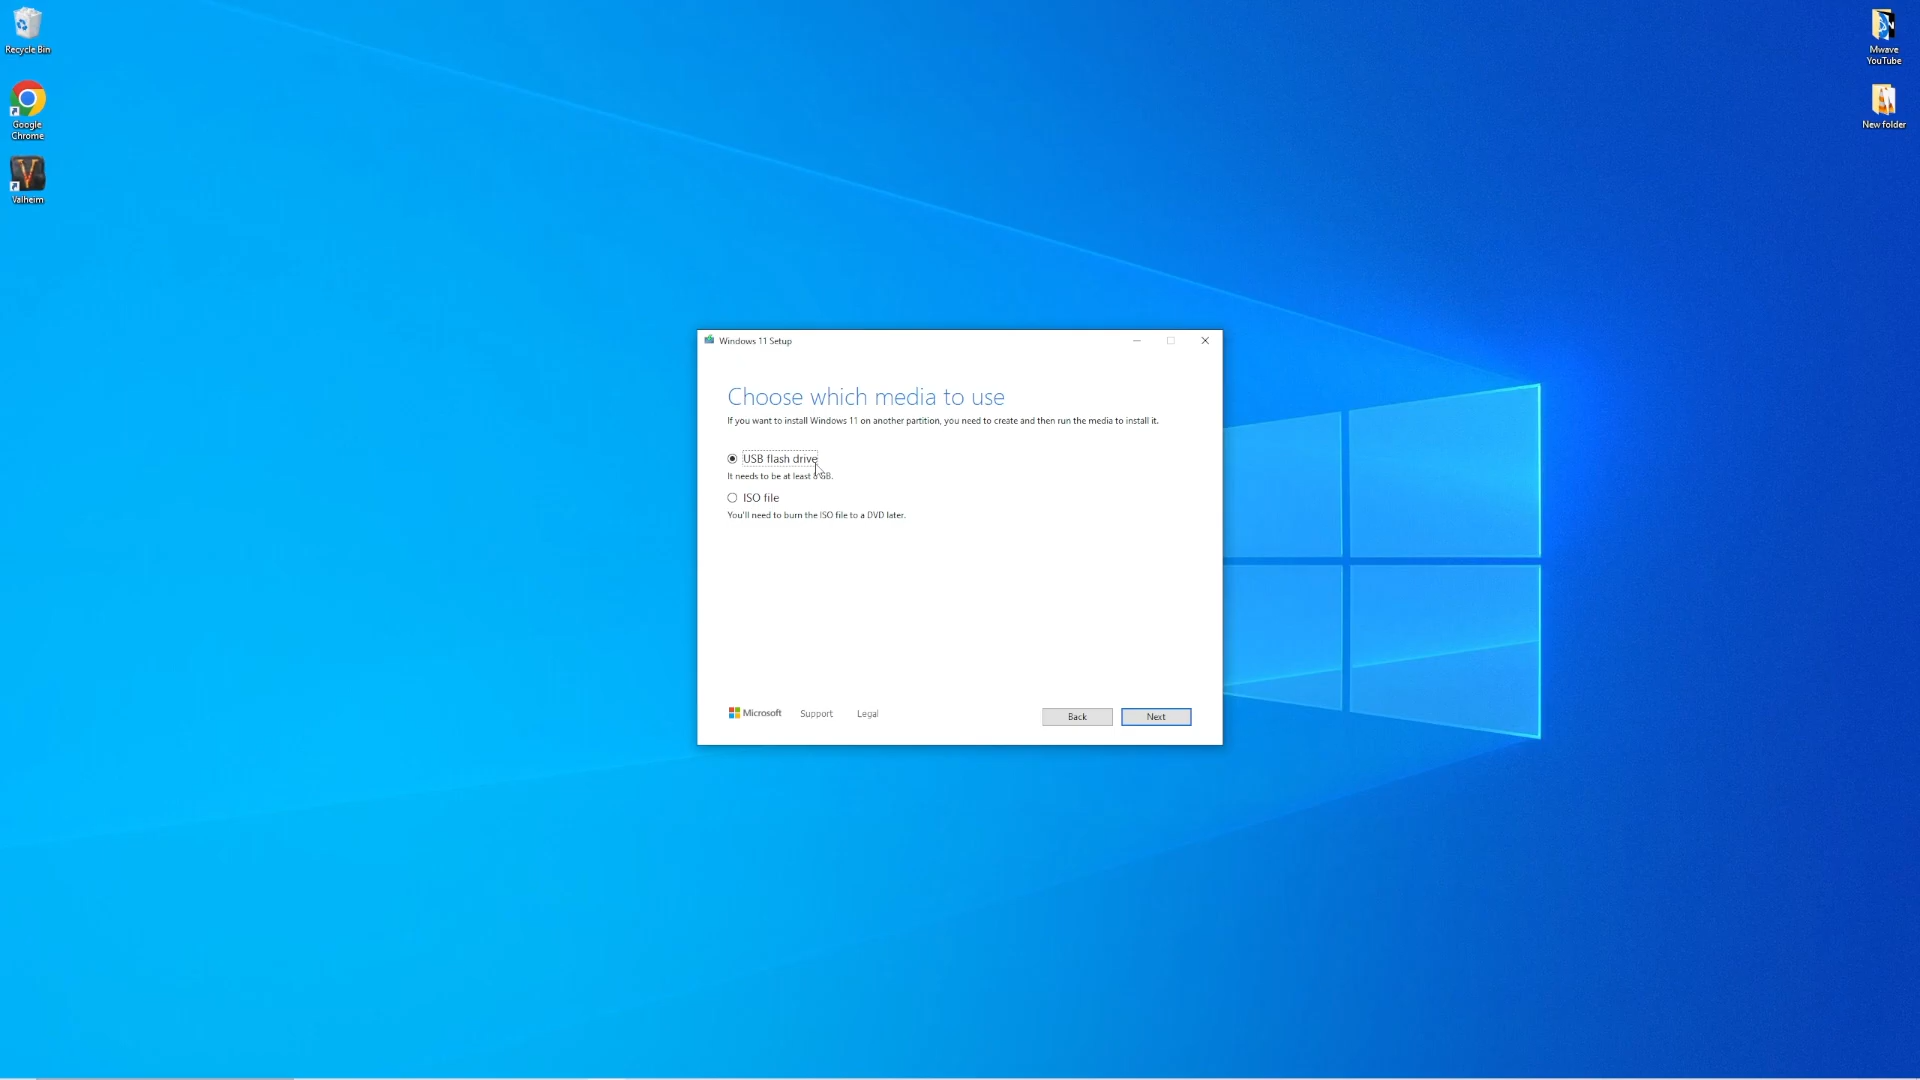 Recycle Bin
Google
Chrome
Valheim
Mwave
YouTube
New folder
Windows 11 Setup
Choose which media to use
If you want to install Windows 11 on another partition, you need to create and then run the media to install it.
USB flash drive
It needs to be at least 8 GB.
ISO file
You'll need to burn the ISO file to a DVD later.
Microsoft
Support
Legal
Back
Next